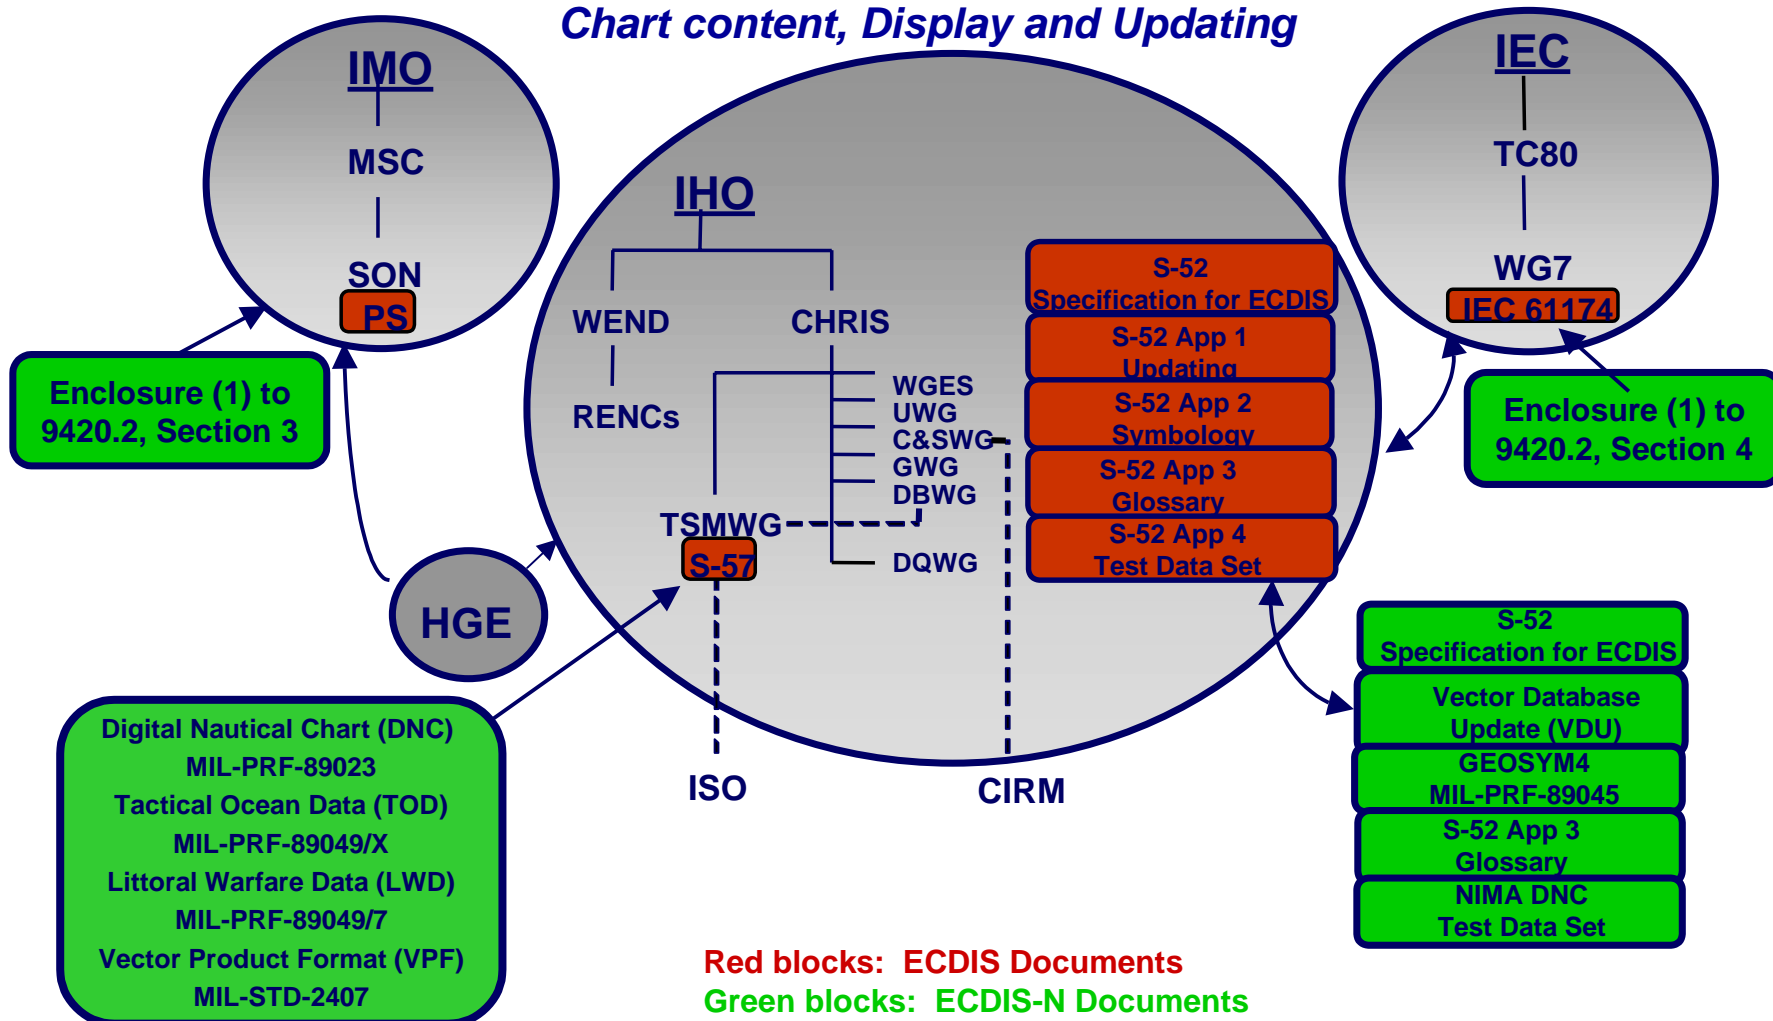 Chart content, Display and Updating
IMO
MSC
SON
PS
Enclosure (1) to
9420.2, Section 3
HGE
IHO
WEND
RENCs
CHRIS
WGES
UWG
C&SWG
GWG
DBWG
TSMWG
S-57
DQWG
ISO
CIRM
S-52
Specification for ECDIS
S-52 App 1
Updating
S-52 App 2
Symbology
S-52 App 3
Glossary
S-52 App 4
Test Data Set
IEC
TC80
WG7
IEC 61174
Enclosure (1) to
9420.2, Section 4
Digital Nautical Chart (DNC)
MIL-PRF-89023
Tactical Ocean Data (TOD)
MIL-PRF-89049/X
Littoral Warfare Data (LWD)
MIL-PRF-89049/7
Vector Product Format (VPF)
MIL-STD-2407
S-52
Specification for ECDIS
Vector Database
Update (VDU)
GEOSYM4
MIL-PRF-89045
S-52 App 3
Glossary
NIMA DNC
Test Data Set
Red blocks: ECDIS Documents
Green blocks: ECDIS-N Documents